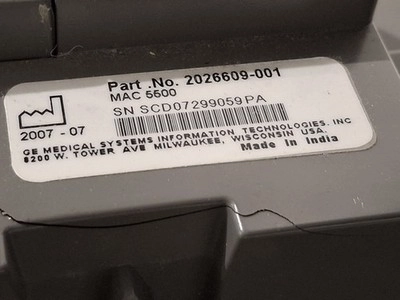 Part .No. 2026609-001
MAC 5500
SN SCD07299059PA
2007 - 07
GE MEDICAL SYSTEMS INFORMATION TECHNOLOGIES, INC
8200 W. TOWER AVE MILWAUKEE, WISCONSIN USA.
Made In India